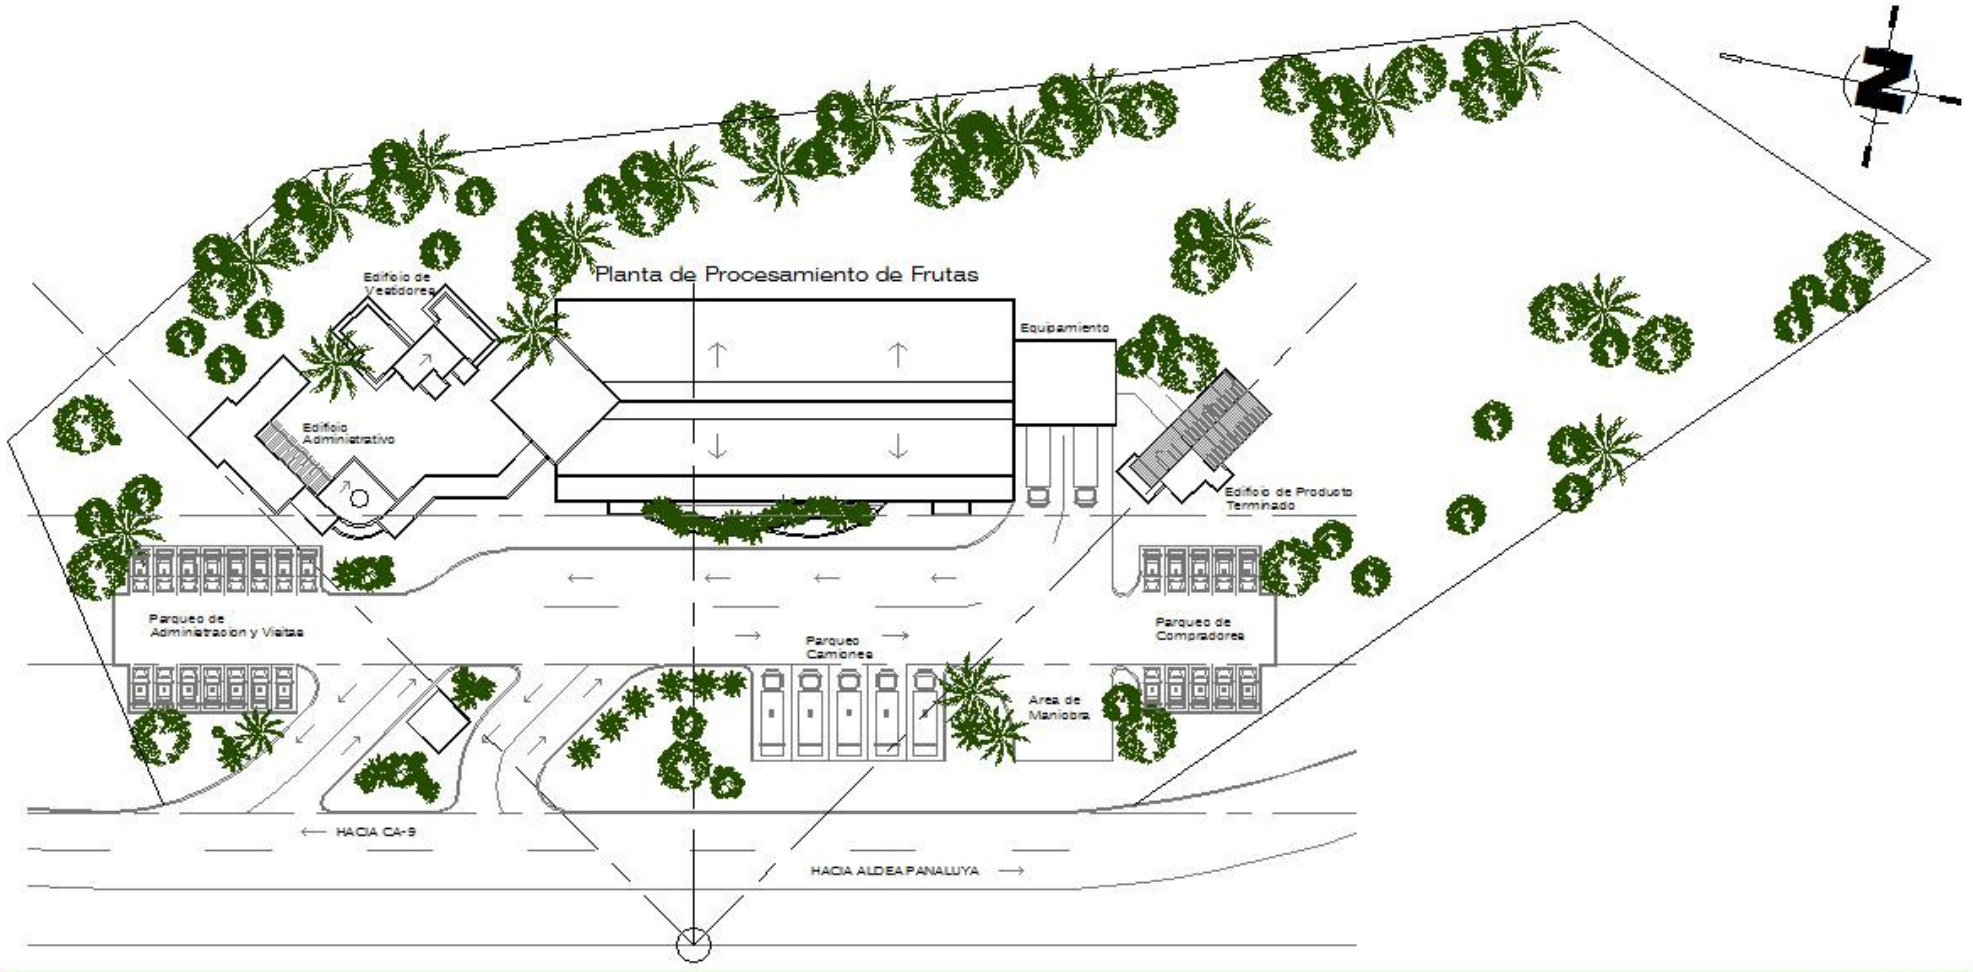 N
Planta de Procesamiento de Frutas
Edificio de
Vestidores
Equipamiento
Edificio
Administrativo
Edificio de Producto
Terminado
Parqueo de
Administracion y Visitas
Parqueo
Camiones
Parqueo de
Compradores
Area de
Maniobra
HACIA CA-9
HACIA ALDEA PANALUYA